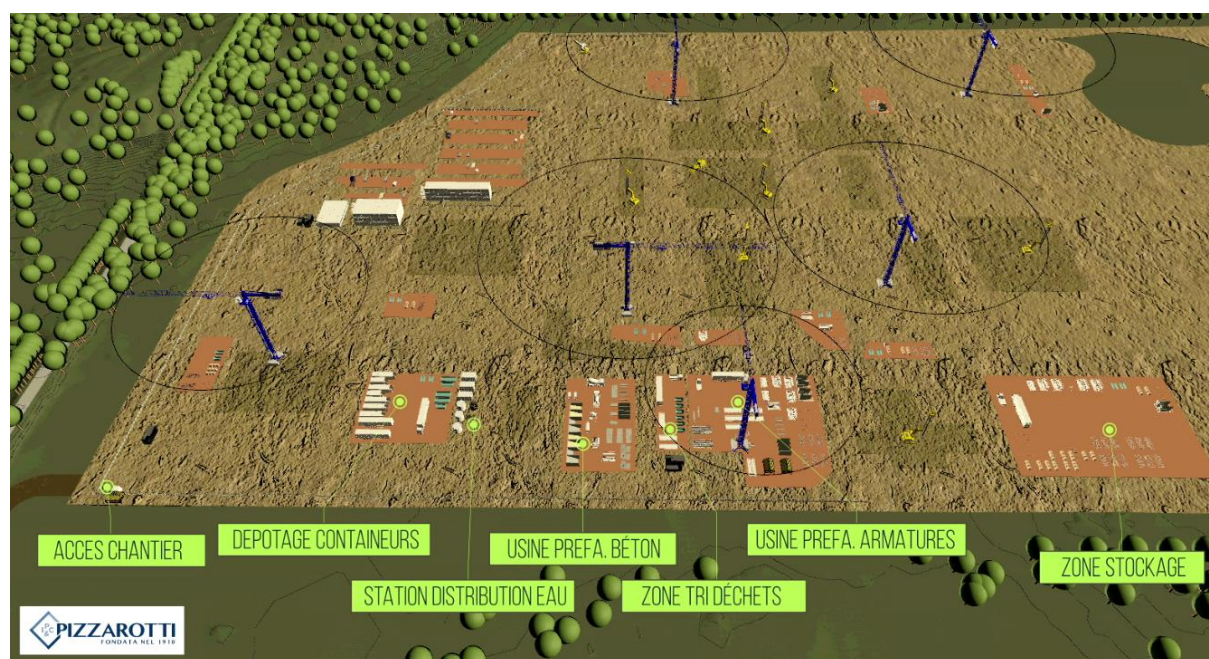 ACCES CHANTIER
DEPOTAGE CONTAINEURS
STATION DISTRIBUTION EAU
USINE PREFA. BÉTON
ZONE TRI DÉCHETS
USINE PREFA. ARMATURES
ZONE STOCKAGE
IPC PIZZAROTTI
FONDATA NEL 1910